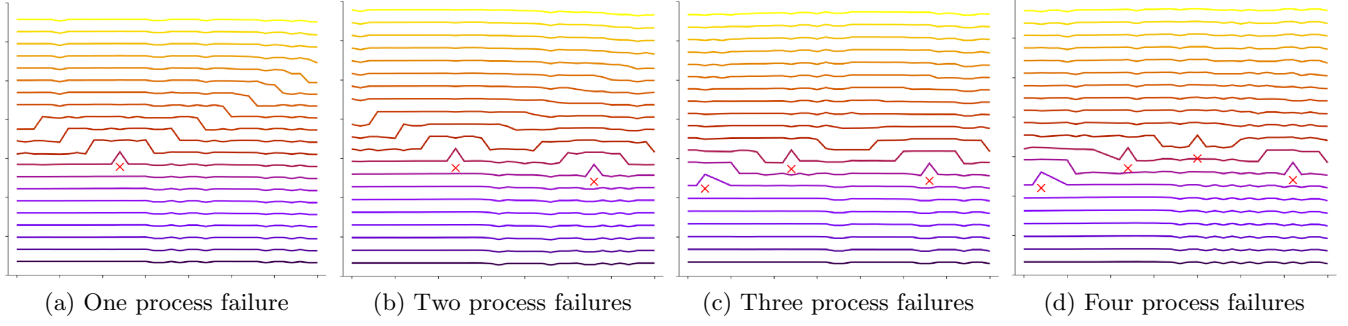 (a) One process failure
(b) Two process failures
(c) Three process failures
(d) Four process failures